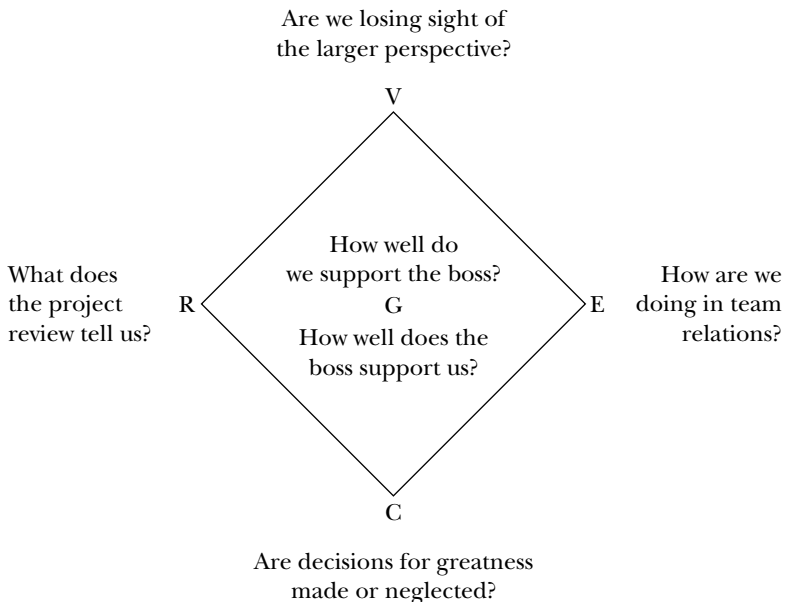 Are we losing sight of
the larger perspective?
V
What does
the project
review tell us?
R
How well do
we support the boss?
G
How well does the
boss support us?
E
How are we
doing in team
relations?
C
Are decisions for greatness
made or neglected?